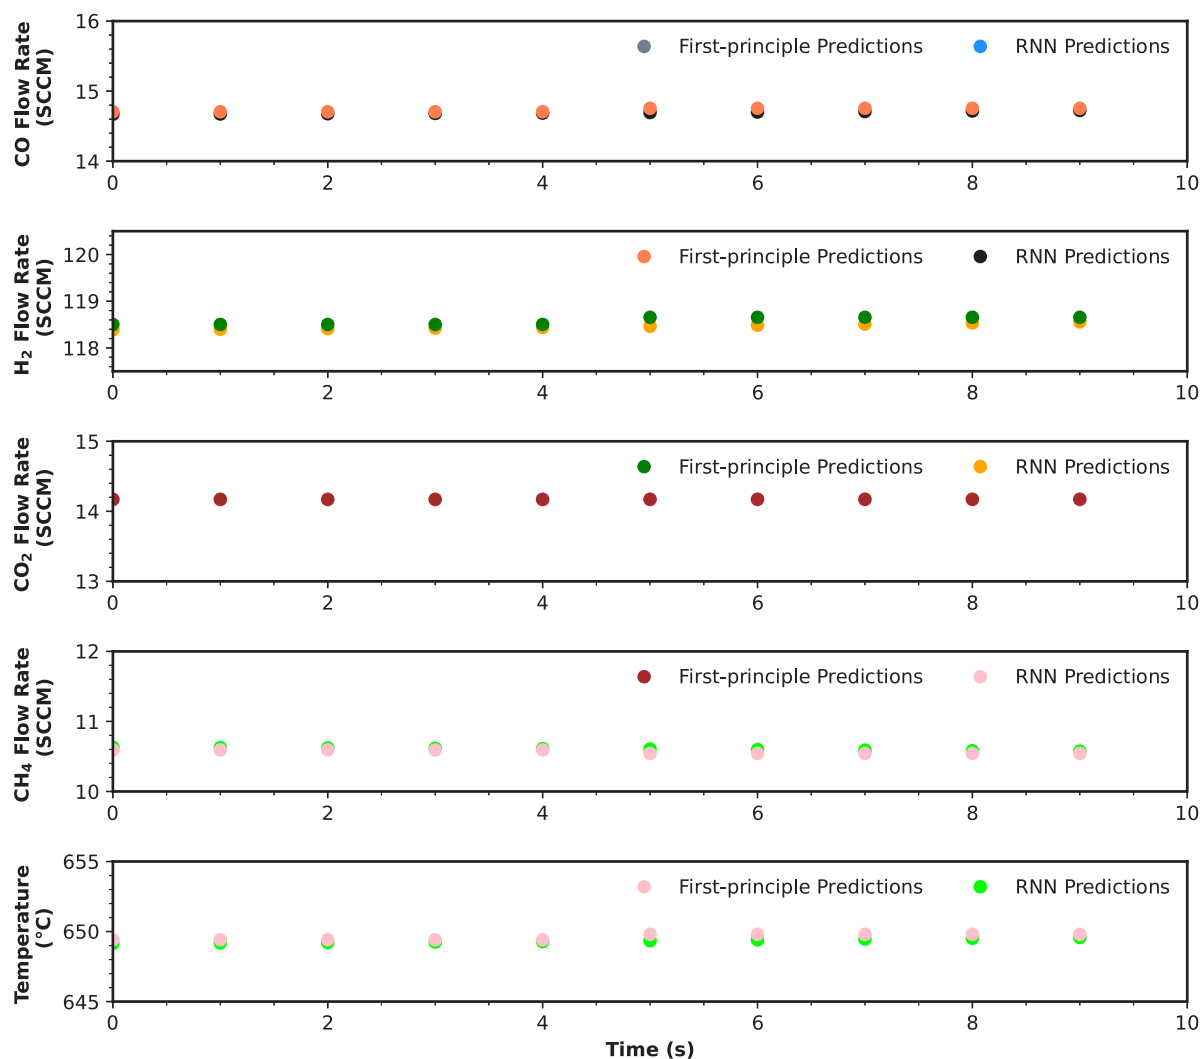 CO Flow Rate
(SCCM)
16
15
14
First-principle Predictions RNN Predictions
0 2 4 6 8 10
H₂ Flow Rate
(SCCM)
120
119
118
First-principle Predictions RNN Predictions
0 2 4 6 8 10
CO₂ Flow Rate
(SCCM)
15
14
13
First-principle Predictions RNN Predictions
0 2 4 6 8 10
CH₄ Flow Rate
(SCCM)
12
11
10
First-principle Predictions RNN Predictions
0 2 4 6 8 10
Temperature
(°C)
655
650
645
First-principle Predictions RNN Predictions
0 2 4 6 8 10
Time (s)